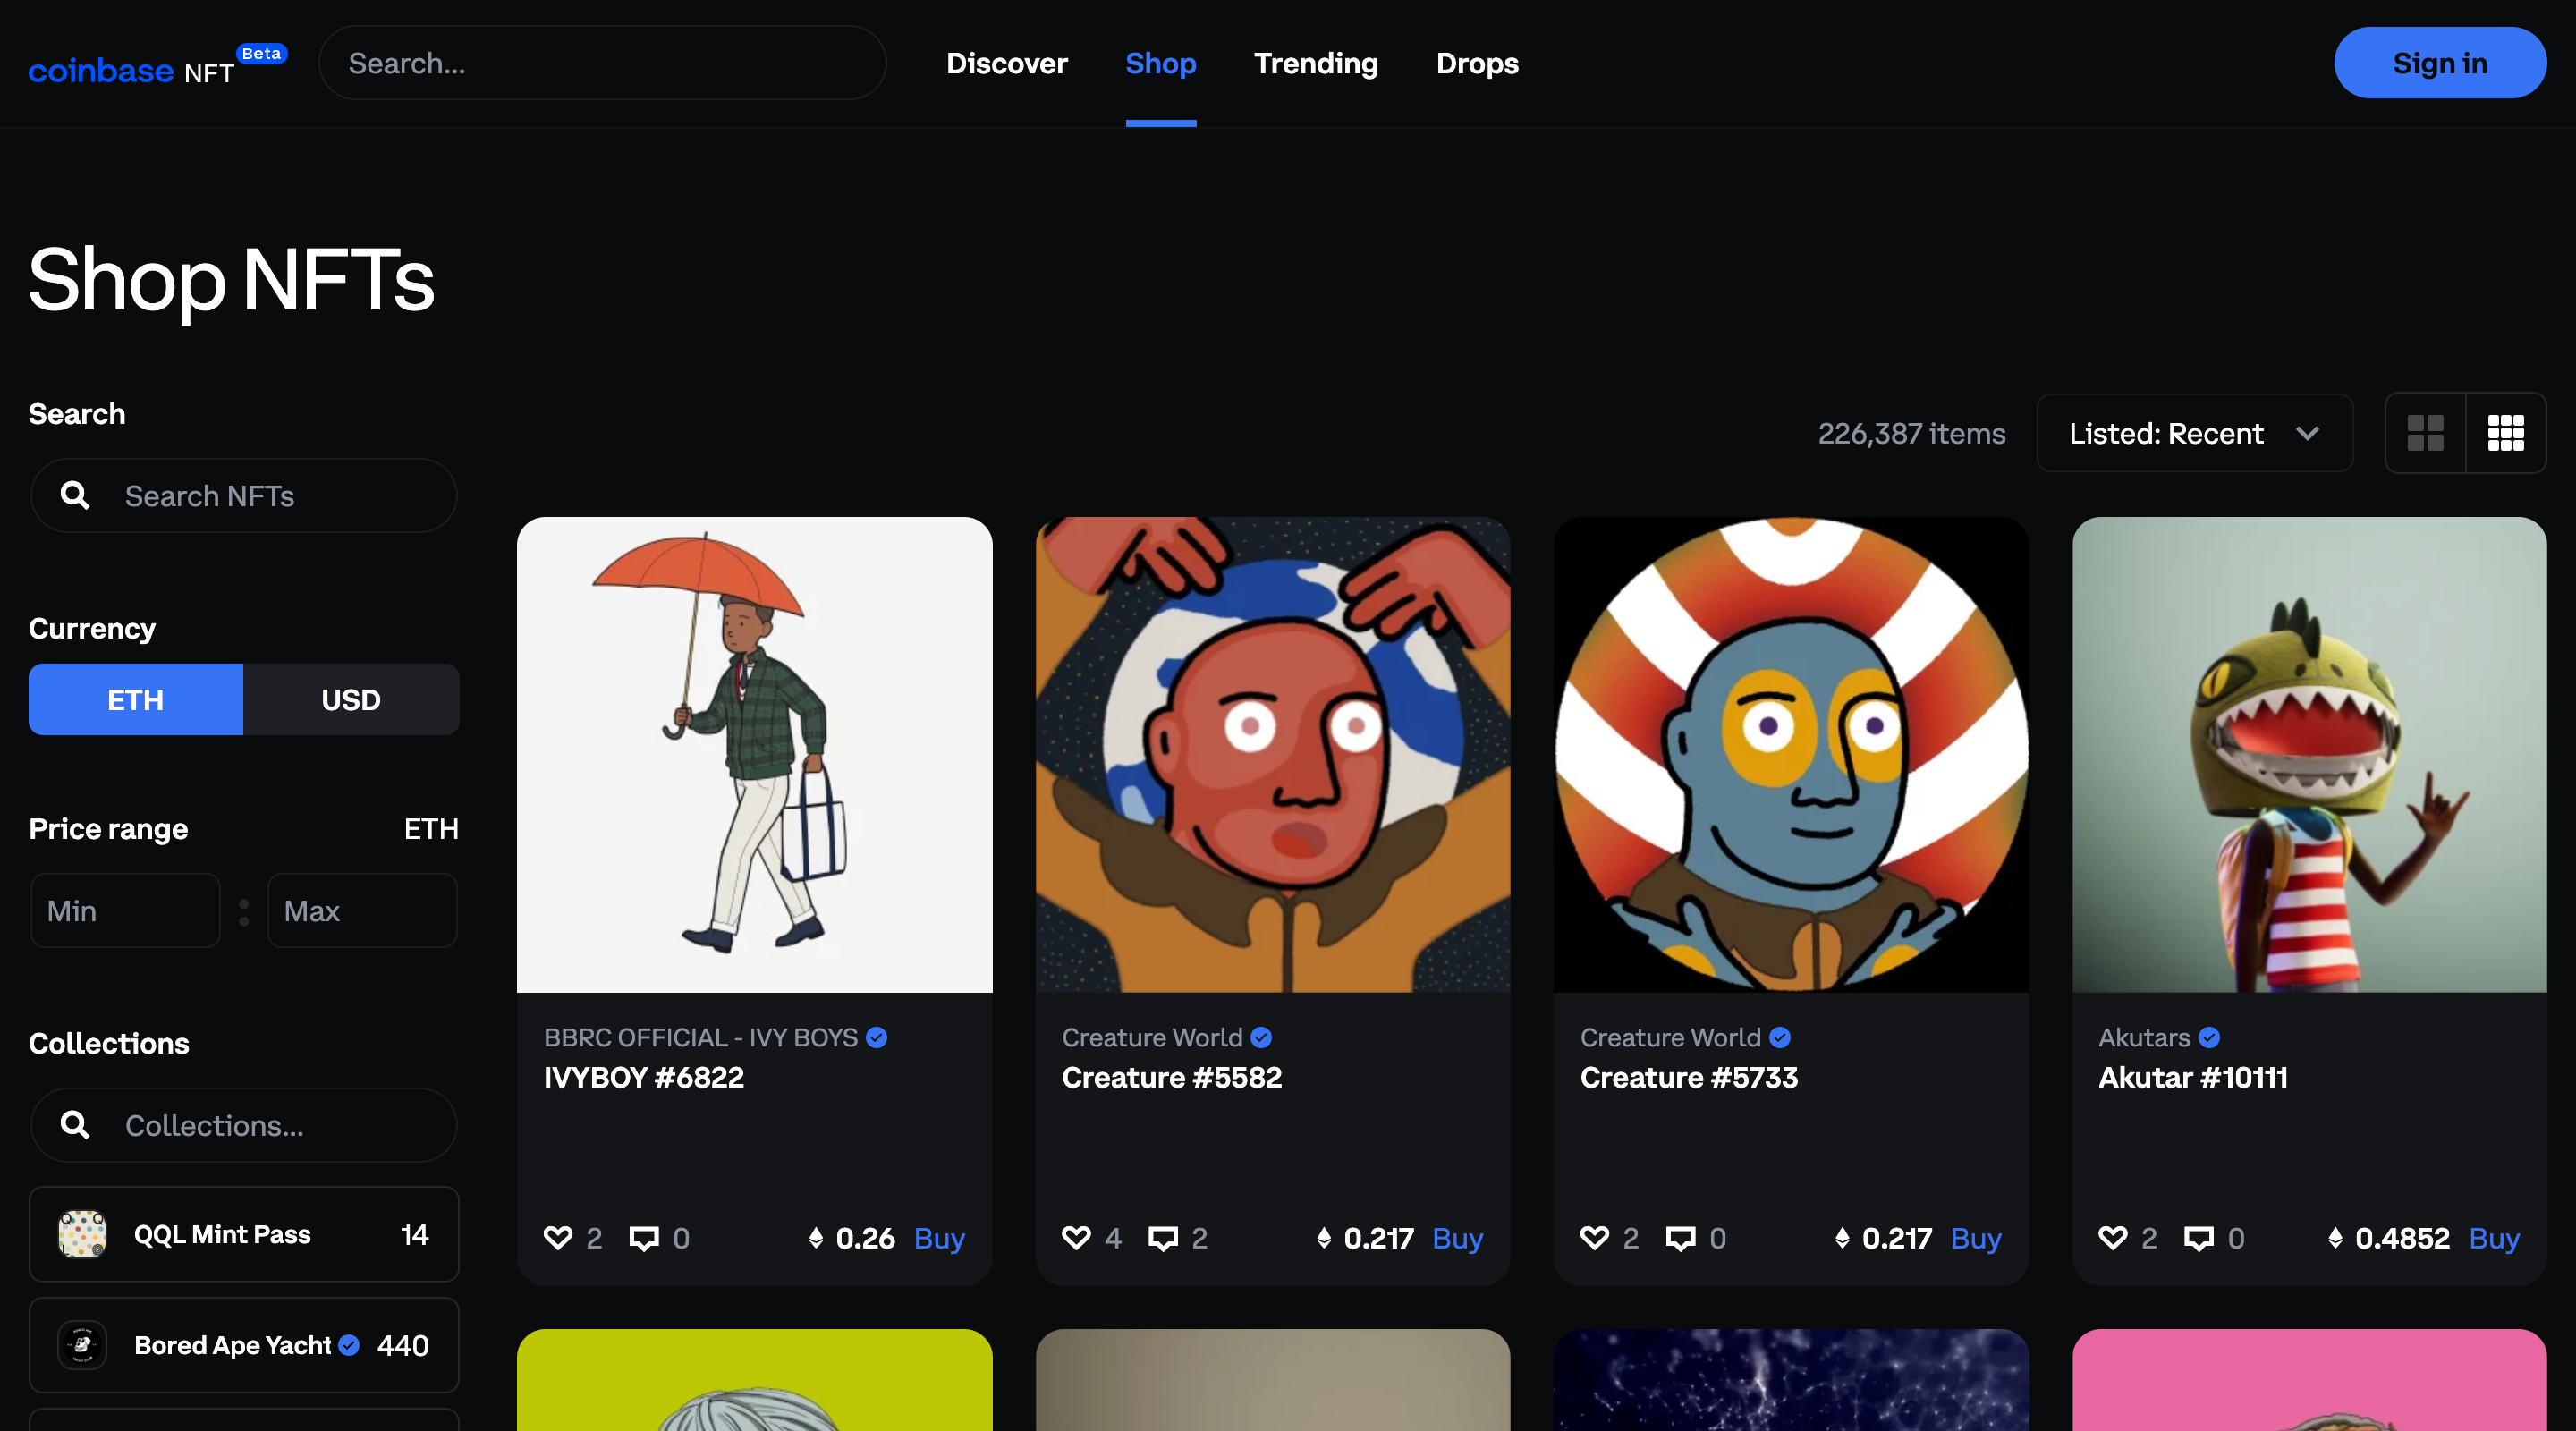 coinbase NFT Beta
Search...
Discover
Shop
Trending
Drops
Sign in
Shop NFTs
Search
Search NFTs
Currency
ETH
USD
Price range
ETH
Min
:
Max
Collections
Collections...
QQL Mint Pass
14
Bored Ape Yacht
440
226,387 items
Listed: Recent
BBRC OFFICIAL - IVY BOYS
IVYBOY #6822
2
0
0.26
Buy
Creature World
Creature #5582
4
2
0.217
Buy
Creature World
Creature #5733
2
0
0.217
Buy
Akutars
Akutar #10111
2
0
0.4852
Buy